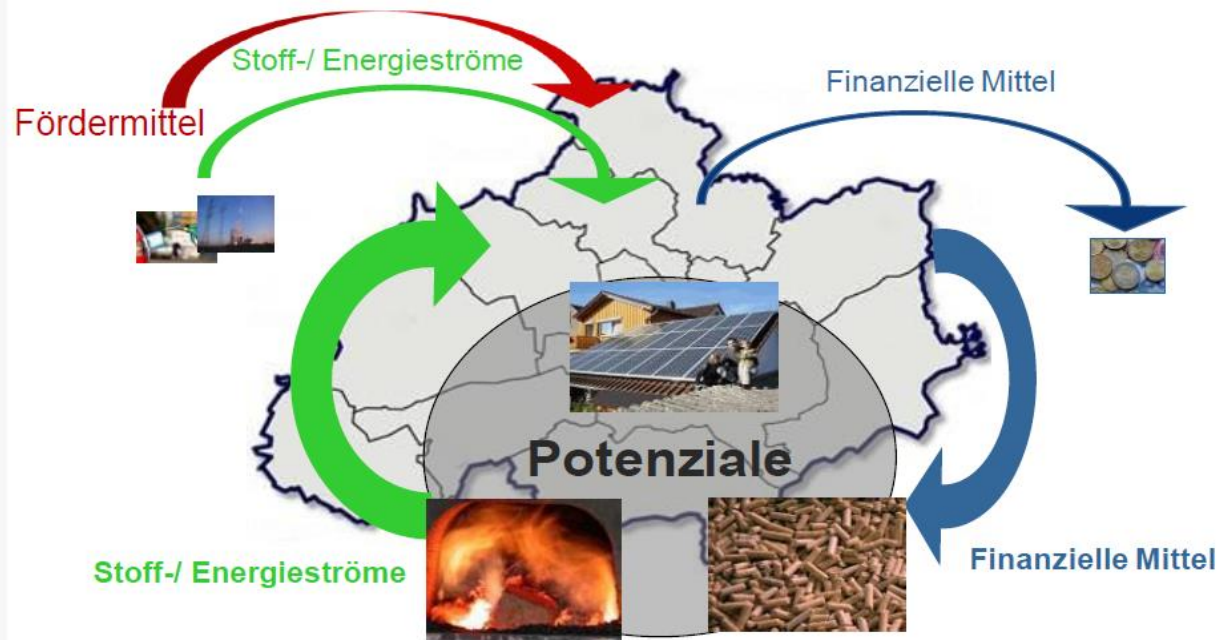 Stoff-/ Energieströme
Finanzielle Mittel
Fördermittel
Potenziale
Stoff-/ Energieströme
Finanzielle Mittel